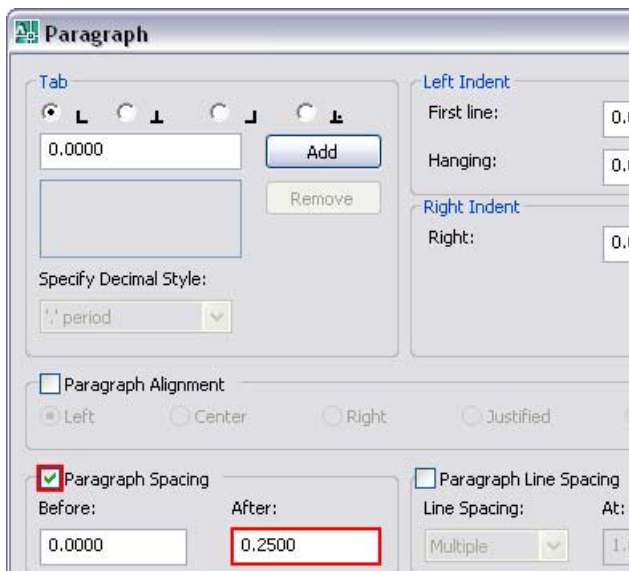 Paragraph
Tab
0.0000
Add
Remove
Specify Decimal Style:
'.' period
Left Indent
First line:
Hanging:
Right Indent
Right:
Paragraph Alignment
Left Center Right Justified
Paragraph Spacing
Before: After:
0.0000 0.2500
Paragraph Line Spacing
Line Spacing: At:
Multiple